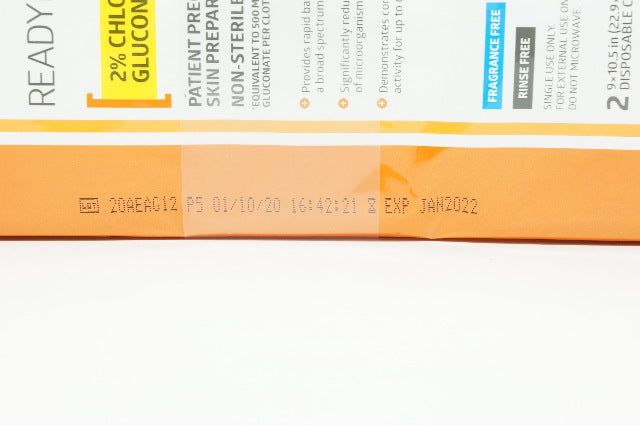 READY
2% CHLO
GLUCON
PATIENT PRE
SKIN PREPAR
NON-STERILE
*EQUIVALENT TO 500 M
GLUCONATE PER CLOT
Provides rapid ba
a broad spectrum
Significantly redu
of microorganism
Demonstrates con
activity for up to 6
FRAGRANCE FREE
RINSE FREE
SINGLE USE ONLY
FOR EXTERNAL USE ON
DO NOT MICROWAVE
2 9 x 10.5 in (22.9 x
DISPOSABLE C
LOT 20AEAG12 P5 01/10/20 16:42:21 EXP JAN2022